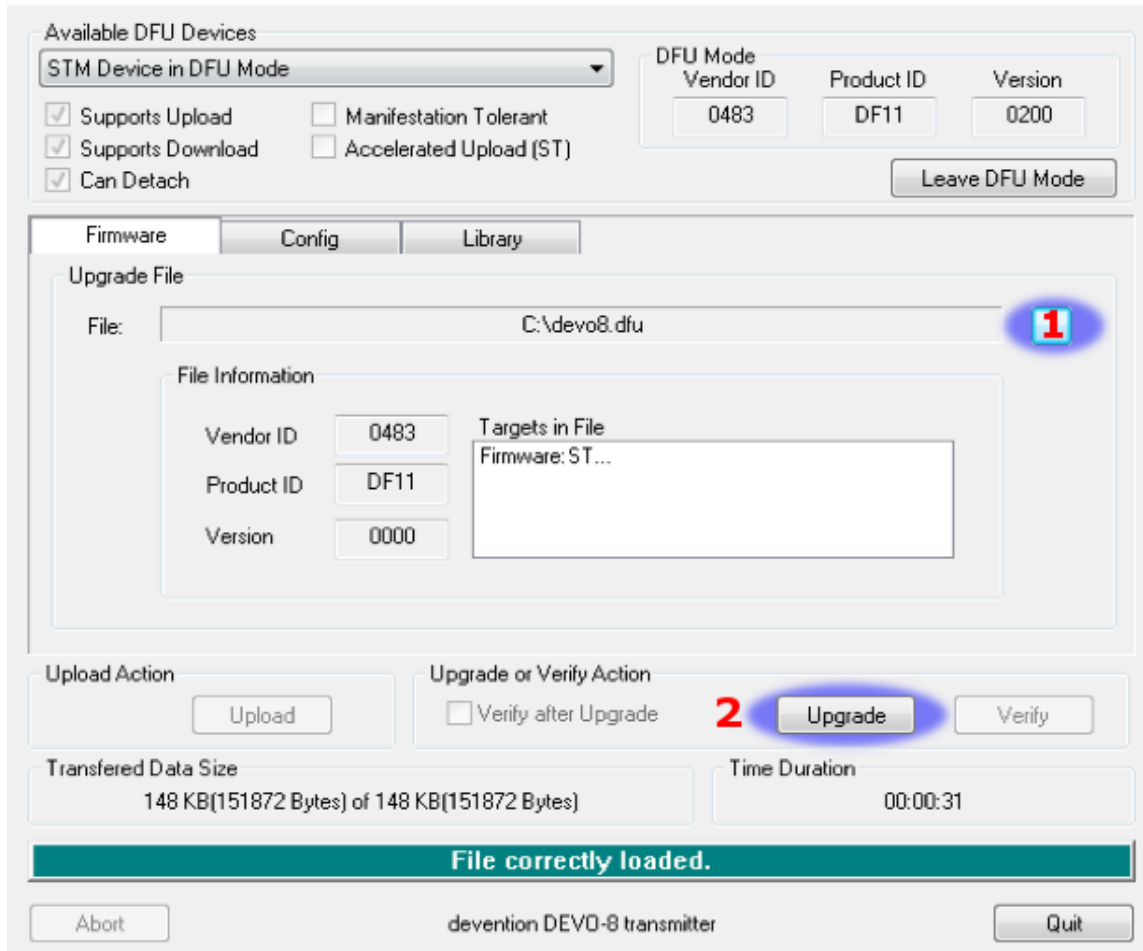 Available DFU Devices
STM Device in DFU Mode
DFU Mode
Vendor ID Product ID Version
0483 DF11 0200
Supports Upload Manifestation Tolerant
Supports Download Accelerated Upload (ST)
Can Detach
Leave DFU Mode
Firmware Config Library
Upgrade File
File: C:\devo8.dfu 1
File Information
Vendor ID 0483
Product ID DF11
Version 0000
Targets in File
Firmware: ST...
Upload Action
Upload
Upgrade or Verify Action
Verify after Upgrade 2 Upgrade Verify
Transfered Data Size
148 KB(151872 Bytes) of 148 KB(151872 Bytes)
Time Duration
00:00:31
File correctly loaded.
Abort devention DEVO-8 transmitter Quit